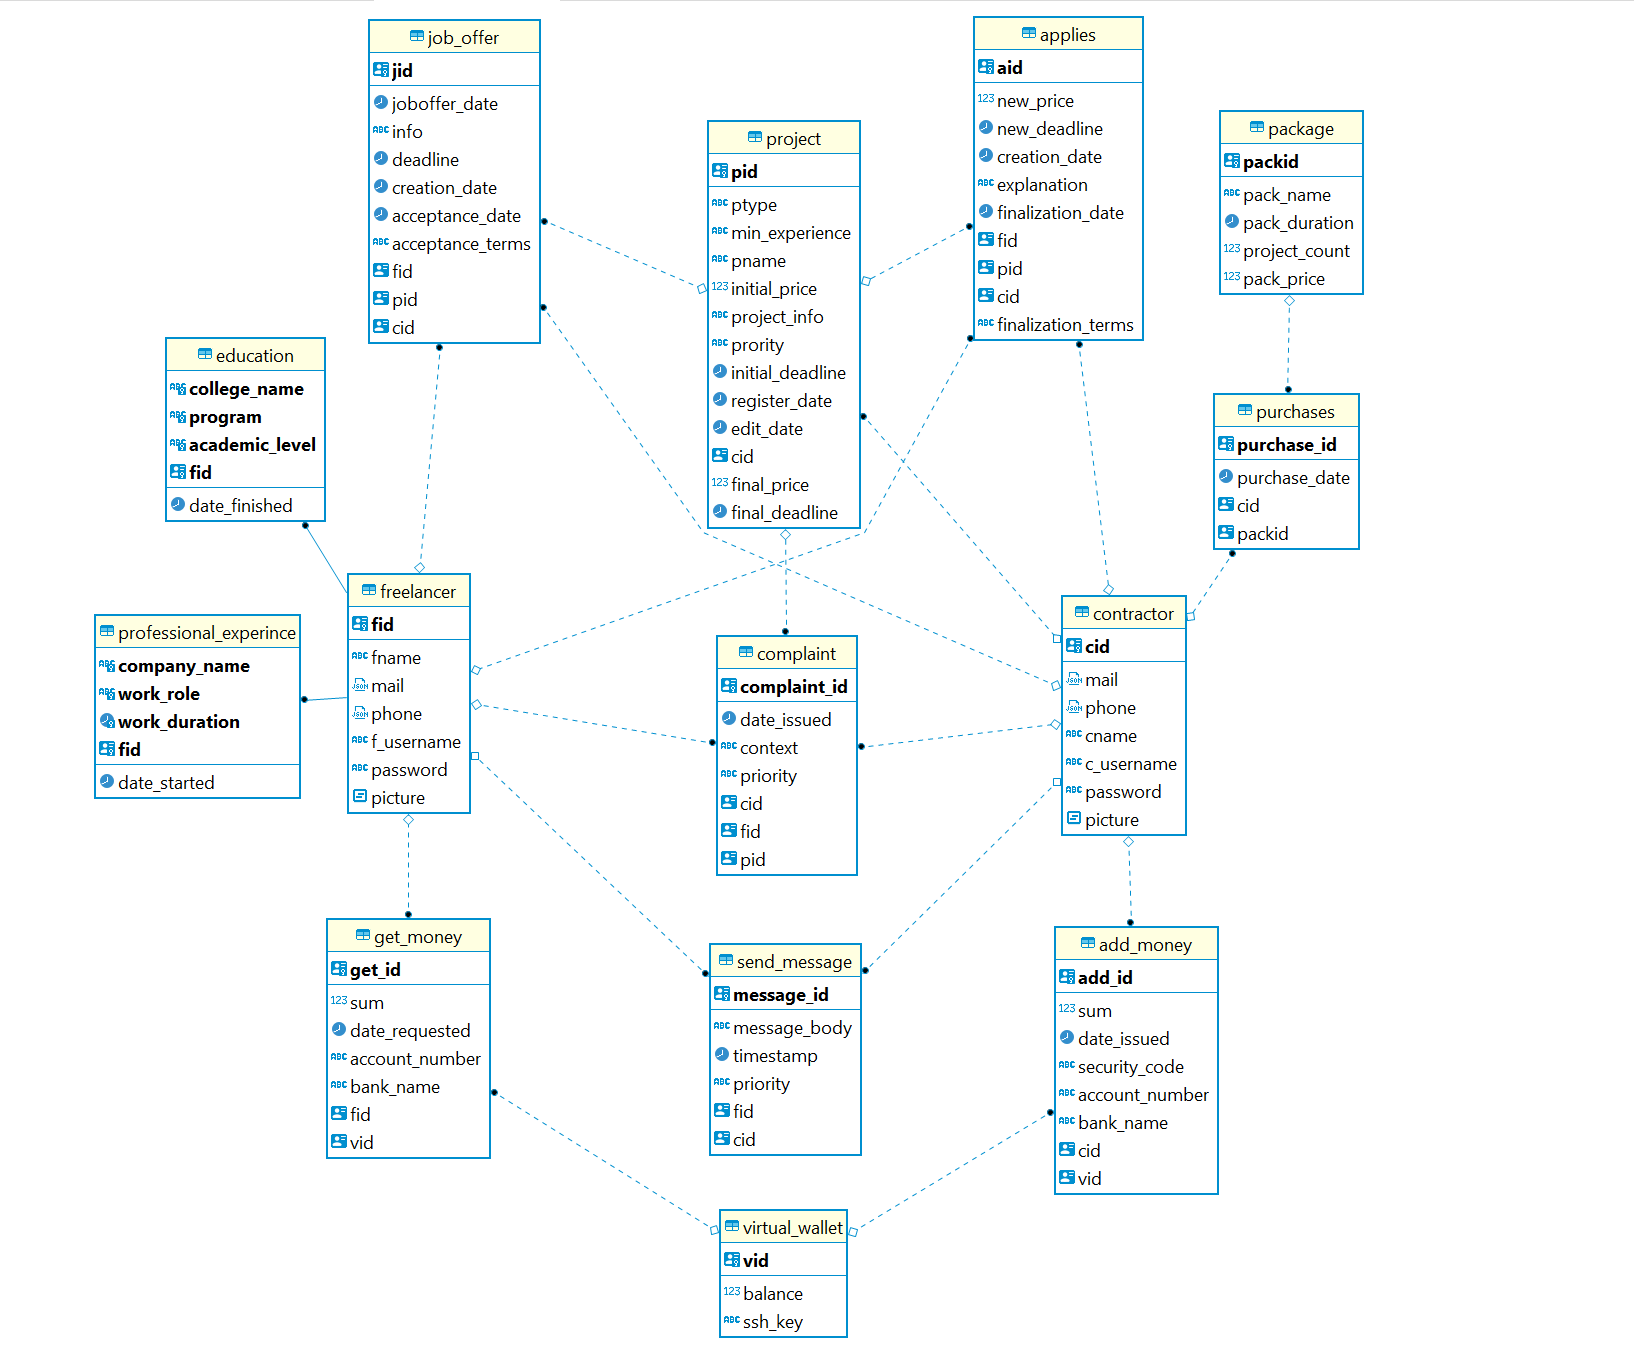 job_offer
jid
joboffer_date
info
deadline
creation_date
acceptance_date
acceptance_terms
fid
pid
cid
applies
aid
new_price
new_deadline
creation_date
explanation
finalization_date
fid
pid
cid
finalization_terms
project
pid
ptype
min_experience
pname
initial_price
project_info
prority
initial_deadline
register_date
edit_date
cid
final_price
final_deadline
package
packid
pack_name
pack_duration
project_count
pack_price
education
college_name
program
academic_level
fid
date_finished
purchases
purchase_id
purchase_date
cid
packid
freelancer
fid
fname
mail
phone
f_username
password
picture
professional_experince
company_name
work_role
work_duration
fid
date_started
complaint
complaint_id
date_issued
context
priority
cid
fid
pid
contractor
cid
mail
phone
cname
c_username
password
picture
get_money
get_id
sum
date_requested
account_number
bank_name
fid
vid
send_message
message_id
message_body
timestamp
priority
fid
cid
add_money
add_id
sum
date_issued
security_code
account_number
bank_name
cid
vid
virtual_wallet
vid
balance
ssh_key